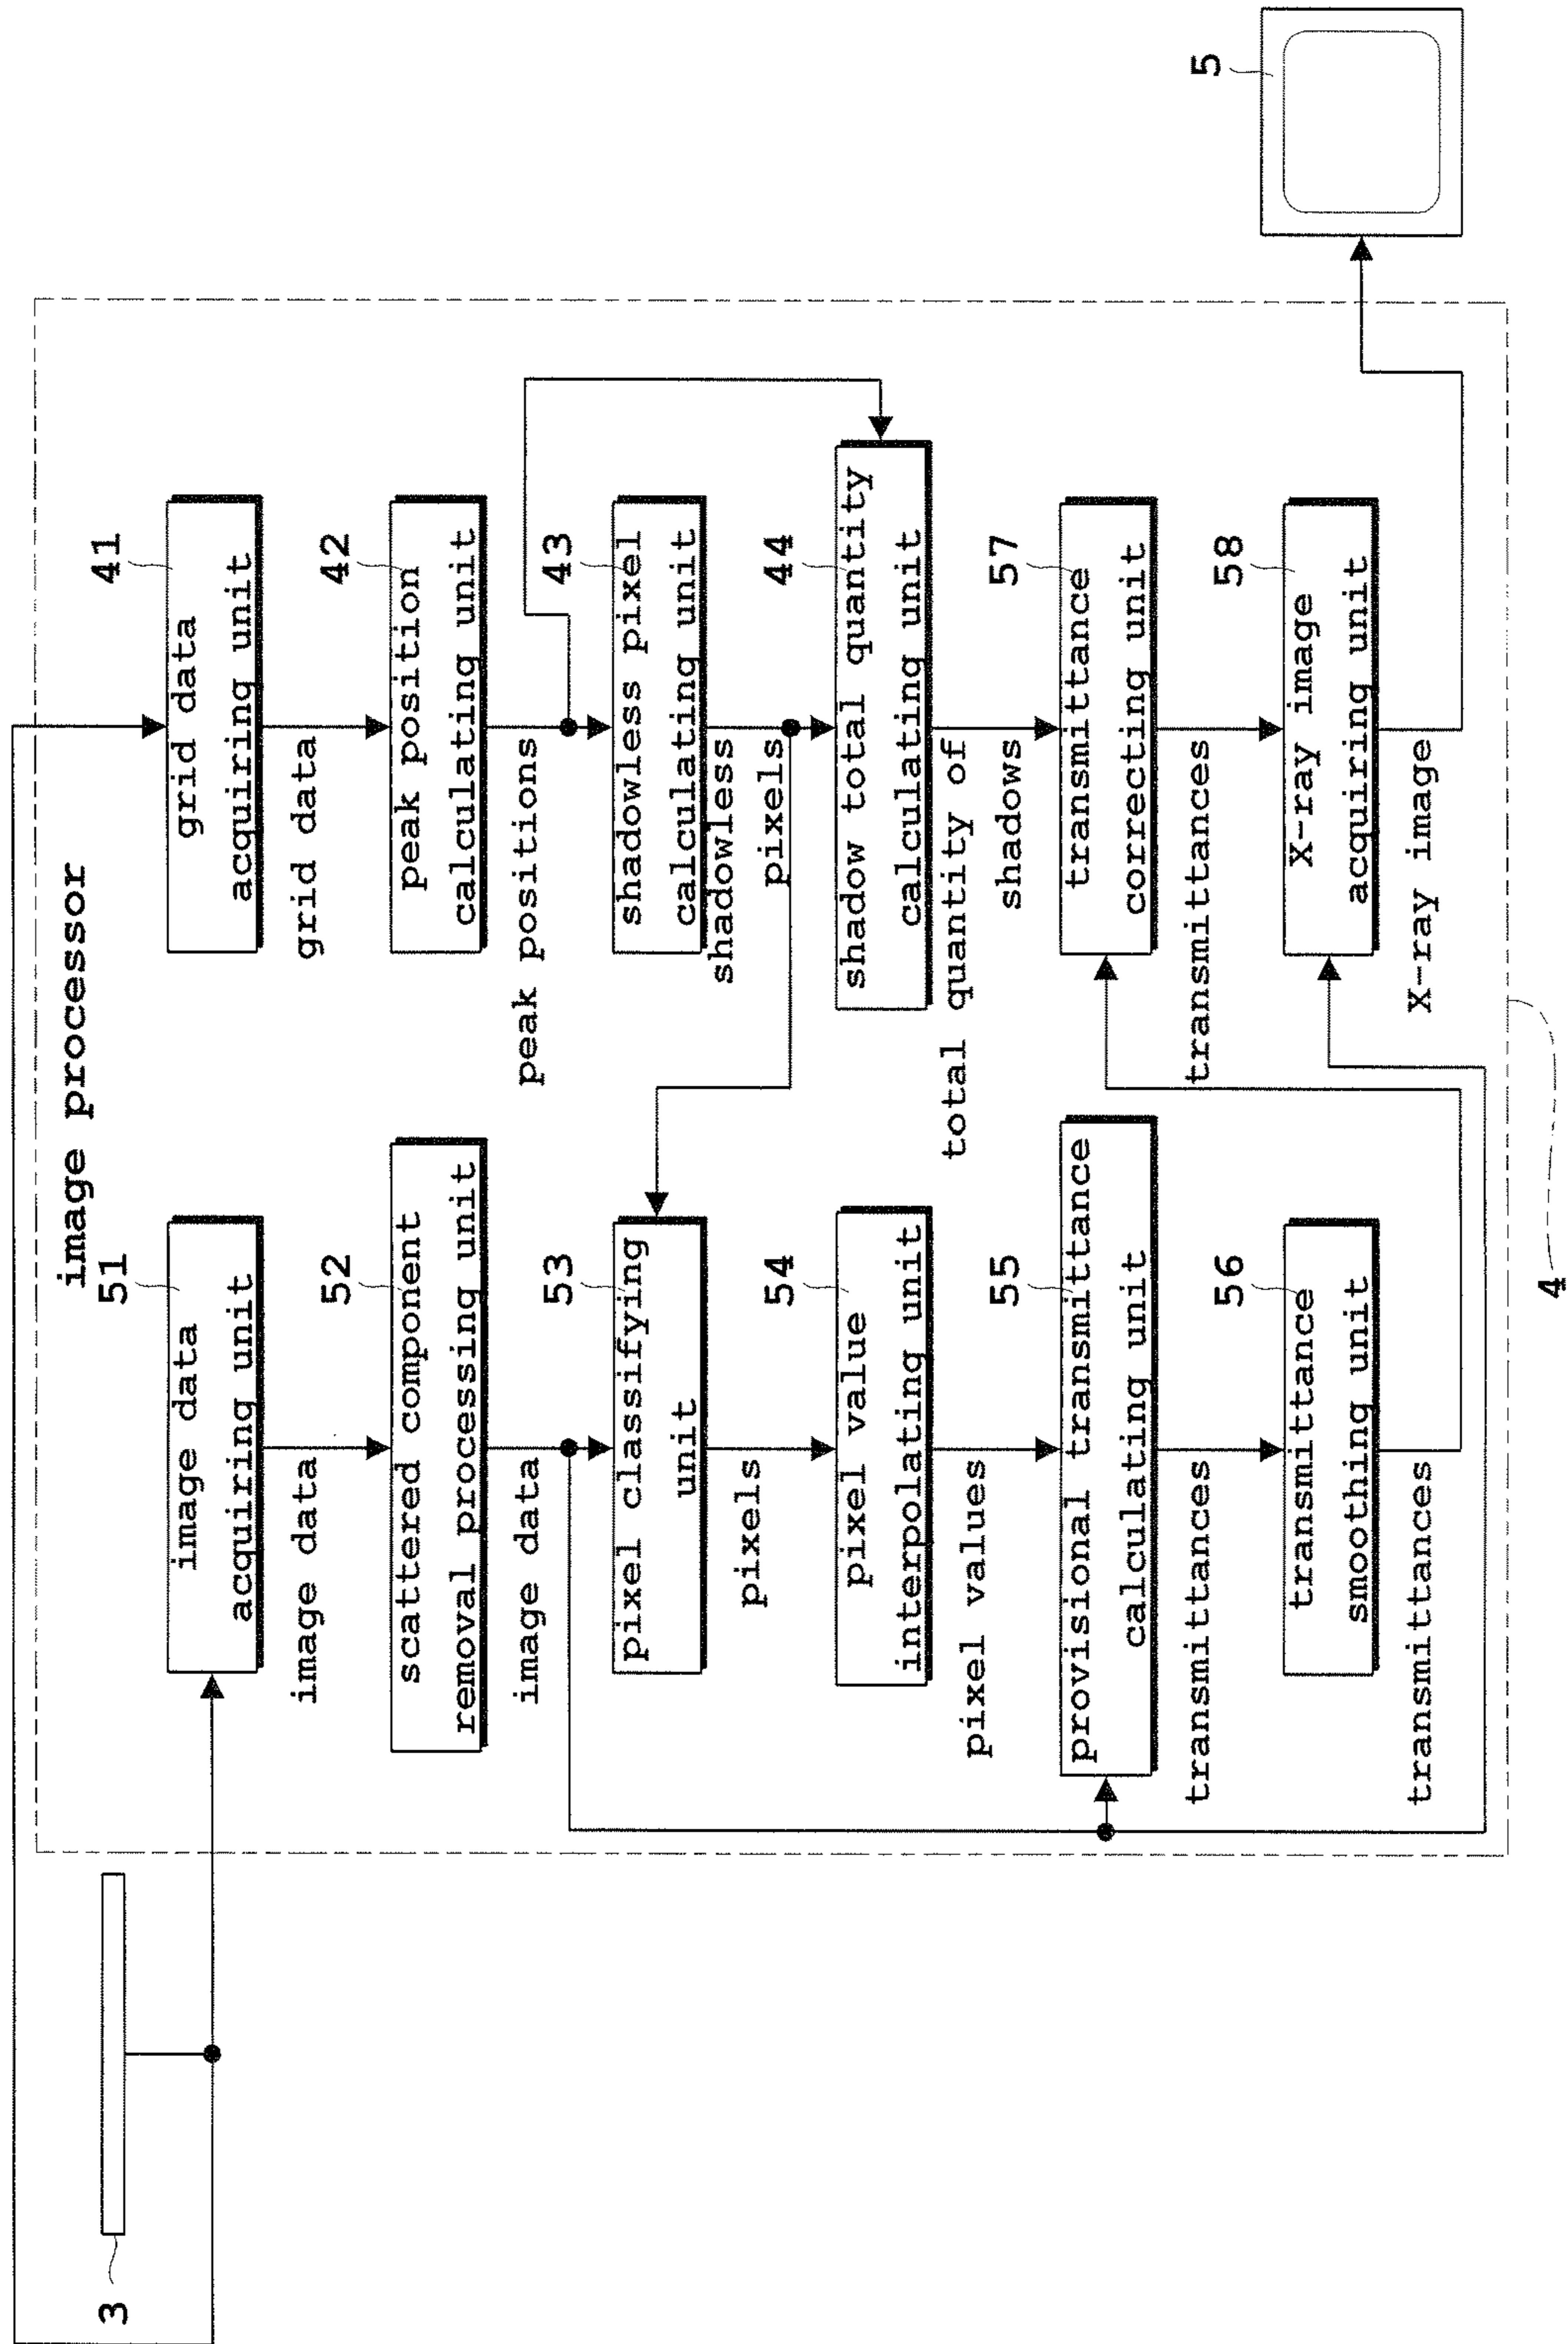 image processor
3
51
image data
acquiring unit
image data
52
scattered component
removal processing unit
image data
53
pixel classifying
unit
pixels
54
pixel value
interpolating unit
pixel values
55
provisional transmittance
calculating unit
transmittances
56
transmittance
smoothing unit
transmittances
41
grid data
acquiring unit
grid data
42
peak position
calculating unit
peak positions
43
shadowless pixel
calculating unit
shadowless
pixels
44
shadow total quantity
calculating unit
total quantity of
shadows
57
transmittance
correcting unit
transmittances
58
X-ray image
acquiring unit
X-ray image
4
5